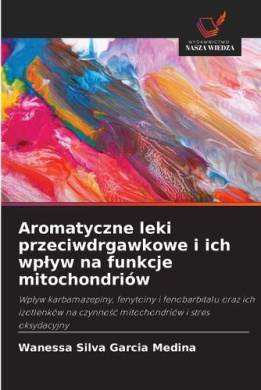 WYDAWNICTWO
NASZA WIEDZA
Aromatyczne leki
przeciwdrgawkowe i ich
wpływ na funkcje
mitochondriów
Wpływ karbamazepiny, fenytoiny i fenobarbitalu oraz ich
izotlenków na czynność mitochondriów i stres
oksydacyjny
Wanessa Silva Garcia Medina